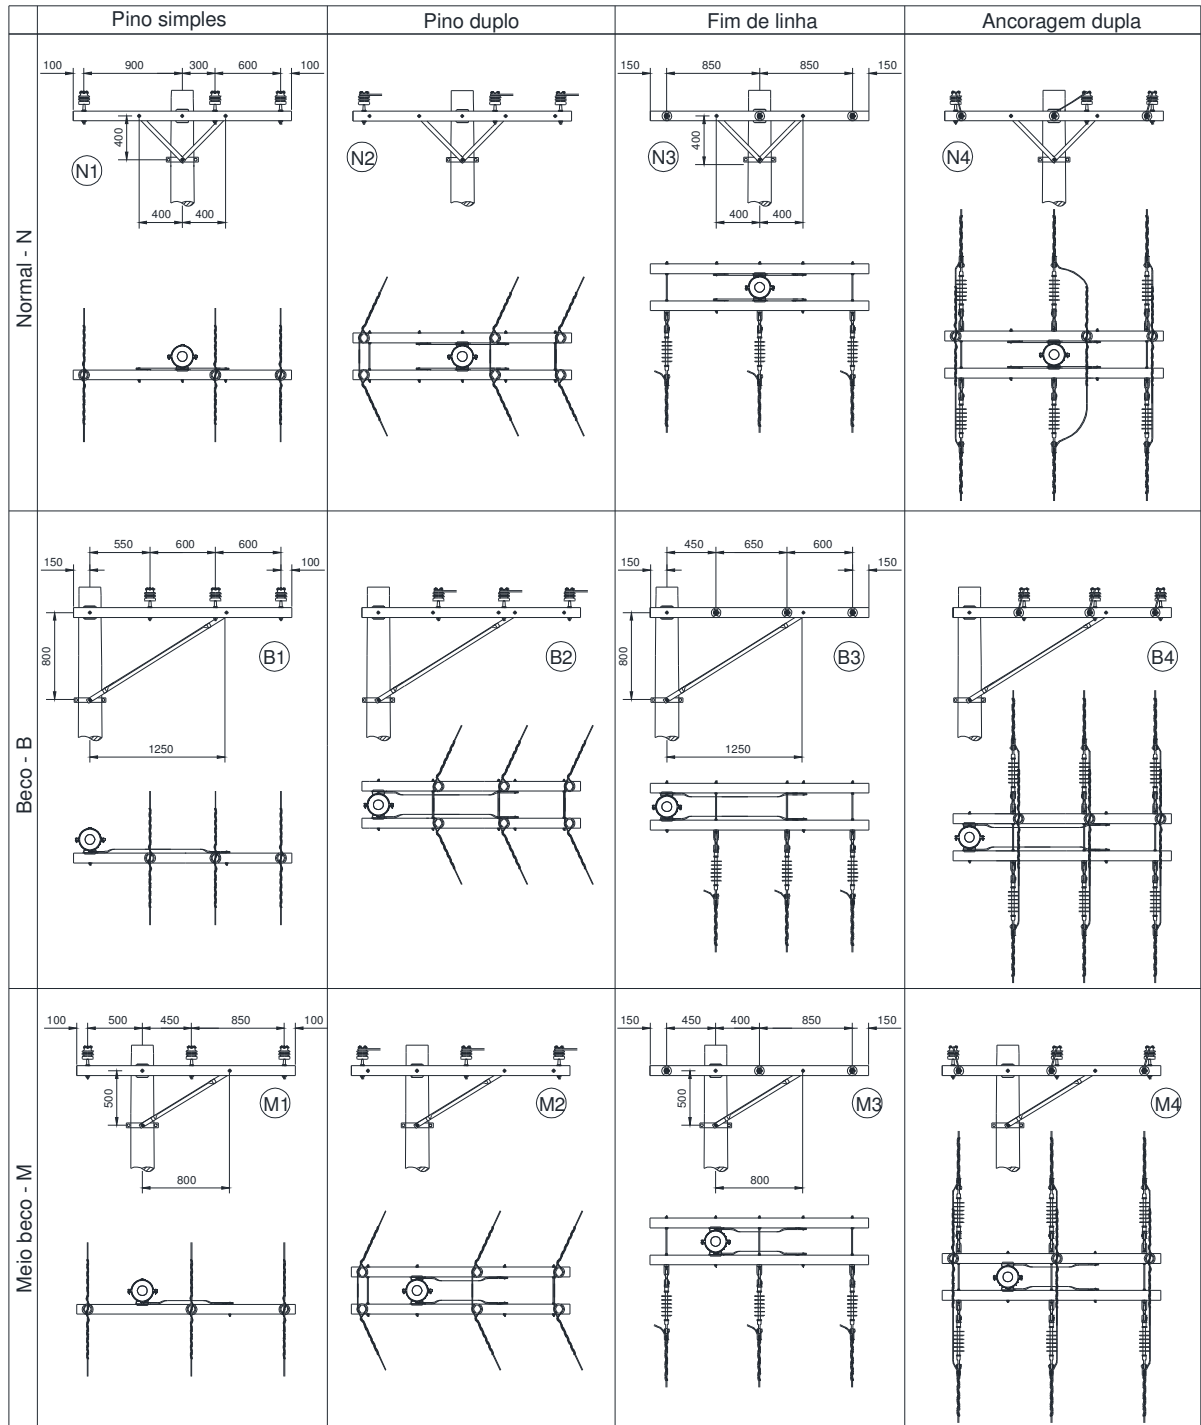 Pino simples
Pino duplo
Fim de linha
Ancoragem dupla
Normal - N
100 900 300 600 100
400
N1
400 400
N2
150 850 850 150
400
N3
400 400
N4
Beco - B
550 600 600
150 100
800
B1
1250
B2
450 650 600
150 150
800
B3
1250
B4
Meio beco - M
100 500 450 850 100
500
M1
800
M2
150 450 400 850 150
500
M3
800
M4